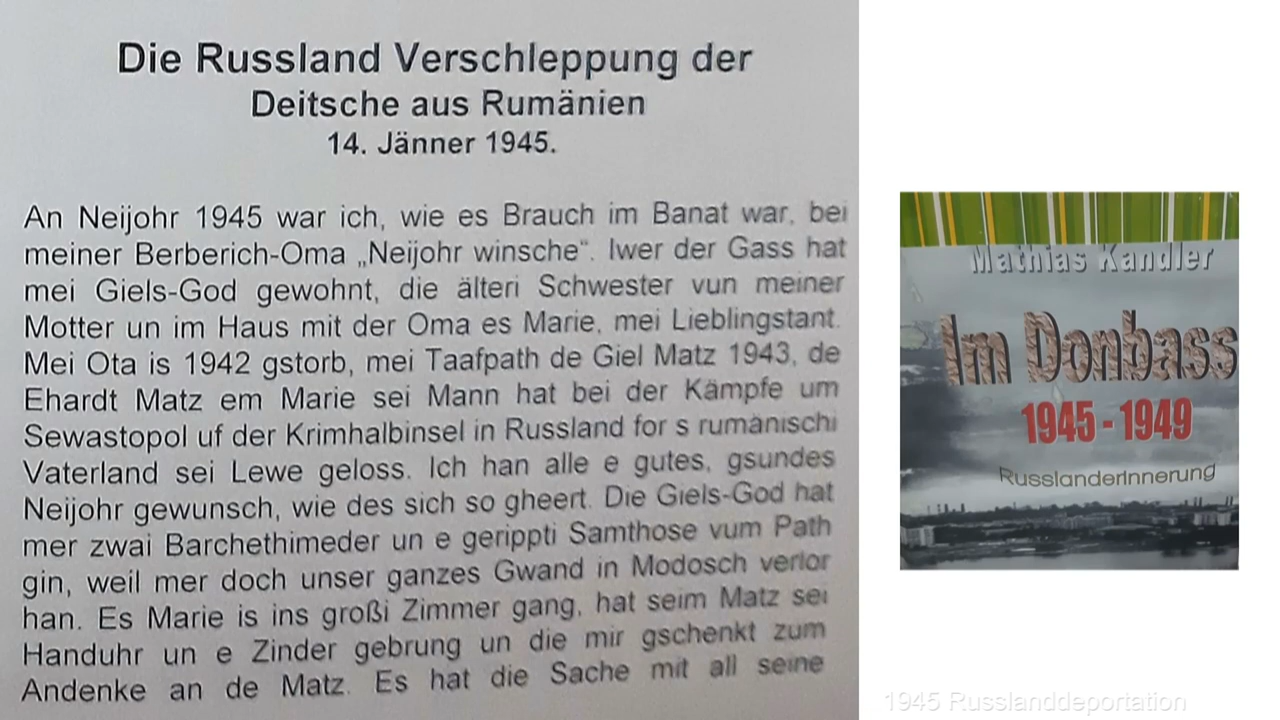 Die Russland Verschleppung der
Deitsche aus Rumänien
14. Jänner 1945.
An Neijohr 1945 war ich, wie es Brauch im Banat war, bei
meiner Berberich-Oma „Neijohr winsche“. Iwer der Gass hat
mei Giels-God gewohnt, die älteri Schwester vun meiner
Motter un im Haus mit der Oma es Marie, mei Lieblingstant.
Mei Ota is 1942 gstorb, mei Taafpath de Giel Matz 1943, de
Ehardt Matz em Marie sei Mann hat bei der Kämpfe um
Sewastopol uf der Krimhalbinsel in Russland for s rumänischi
Vaterland sei Lewe geloss. Ich han alle e gutes, gsundes
Neijohr gewunsch, wie des sich so gheert. Die Giels-God hat
mer zwai Barchethimeder un e gerippti Samthose vum Path
gin, weil mer doch unser ganzes Gwand in Modosch verlor
han. Es Marie is ins großi Zimmer gang, hat seim Matz sei
Handuhr un e Zinder gebrung un die mir gschenkt zum
Andenke an de Matz. Es hat die Sache mit all seine
Mathias Kandler
Im Donbass
1945 - 1949
Russlanderinnerung
1945 Russlanddeportation